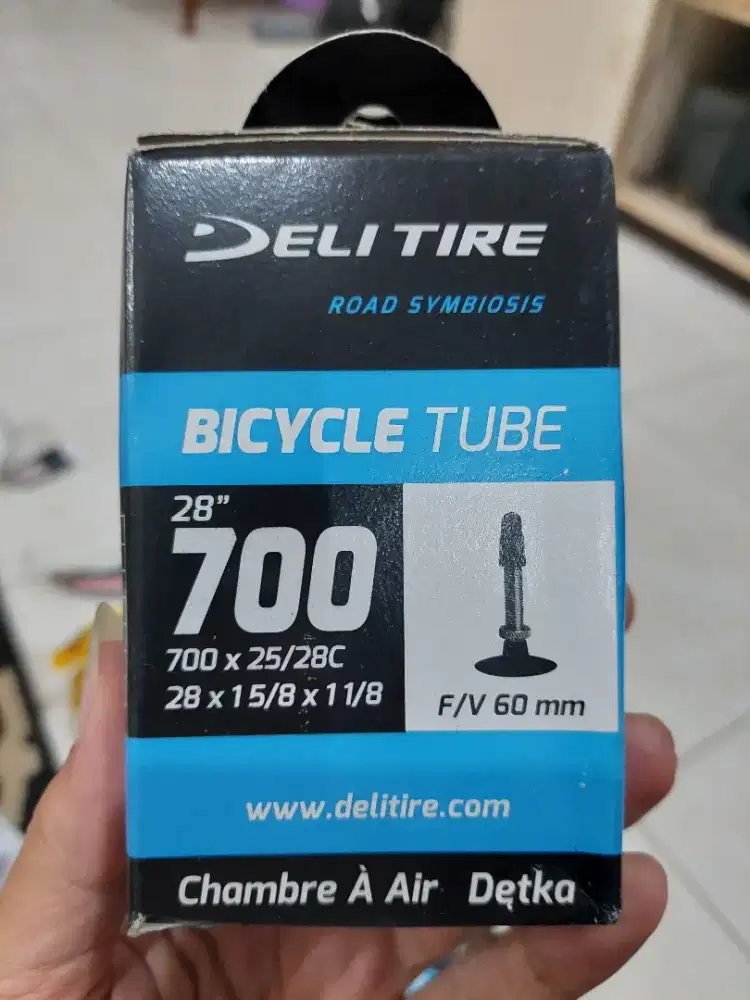 DELI TIRE
ROAD SYMBIOSIS
BICYCLE TUBE
28”
700
700 x 25/28C
28 x 1 5/8 x 1 1/8
F/V 60 mm
www.delitire.com
Chambre À Air Dętka